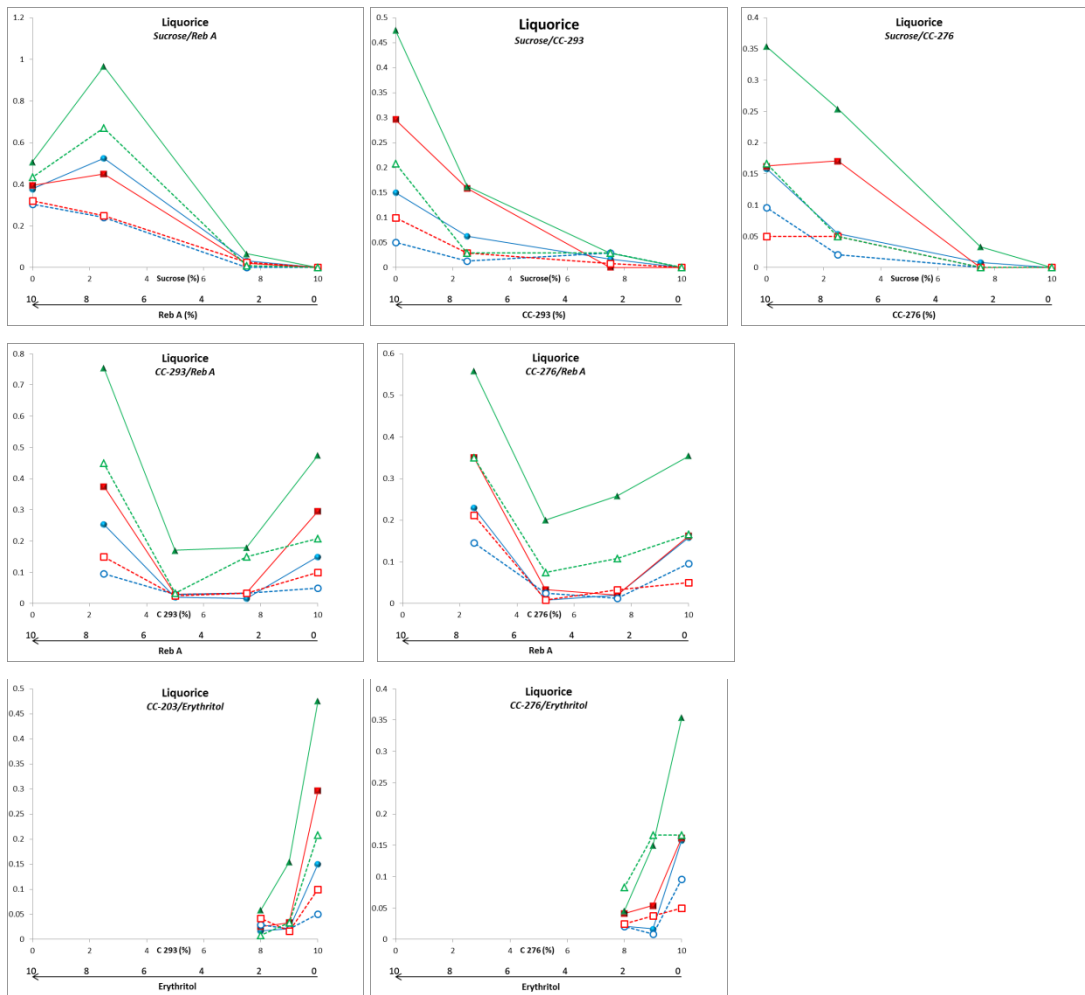 Liquorice
Sucrose/Reb A
1.2
1
0.8
0.6
0.4
0.2
0
0 2 4 Sucrose (%) 6 8 10
10 8 6 4 2 0
Reb A (%)
Liquorice
Sucrose/CC-293
0.5
0.45
0.4
0.35
0.3
0.25
0.2
0.15
0.1
0.05
0
0 2 4 Sucrose(%) 6 8 10
10 8 6 4 2 0
CC-293 (%)
Liquorice
Sucrose/CC-276
0.4
0.35
0.3
0.25
0.2
0.15
0.1
0.05
0
0 2 4 Sucrose (%) 6 8 10
10 8 6 4 2 0
CC-276 (%)
Liquorice
CC-293/Reb A
0.8
0.7
0.6
0.5
0.4
0.3
0.2
0.1
0
0 2 4 C 293 (%) 6 8 10
10 8 6 4 2 0
Reb A
Liquorice
CC-276/Reb A
0.6
0.5
0.4
0.3
0.2
0.1
0
0 2 4 C 276 (%) 6 8 10
10 8 6 4 2 0
Reb A
Liquorice
CC-203/Erythritol
0.5
0.45
0.4
0.35
0.3
0.25
0.2
0.15
0.1
0.05
0
0 2 4 C 293 (%) 6 8 10
10 8 6 4 2 0
Erythritol
Liquorice
CC-276/Erythritol
0.4
0.35
0.3
0.25
0.2
0.15
0.1
0.05
0
0 2 4 C 276 (%) 6 8 10
10 8 6 4 2 0
Erythritol